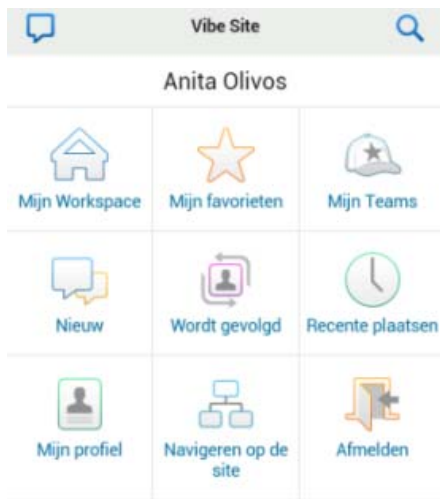 Vibe Site
Anita Olivos
Mijn Workspace
Mijn favorieten
Mijn Teams
Nieuw
Wordt gevolgd
Recente plaatsen
Mijn profiel
Navigeren op de
site
Afmelden